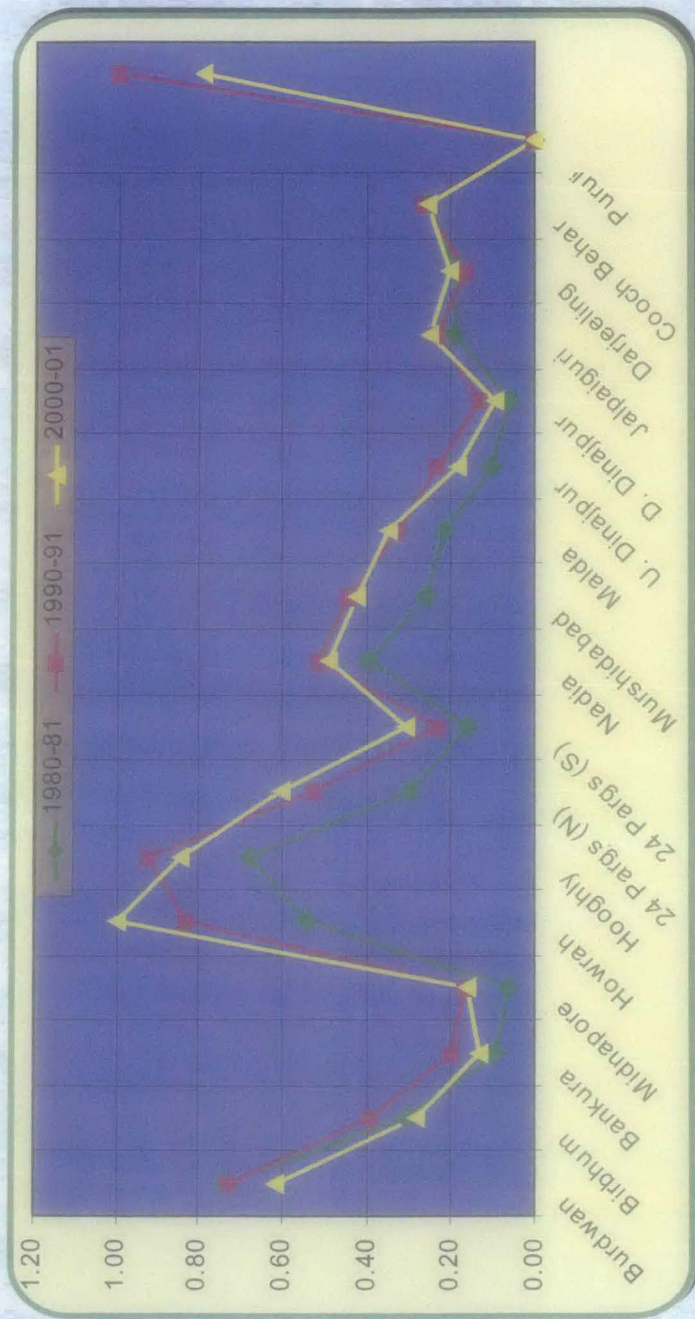 1980-81 1990-91 2000-01
1.20
1.00
0.80
0.60
0.40
0.20
0.00
Burdwan
Birbhum
Bankura
Midnapore
Howrah
Hooghly
24 Pargs (N)
24 Pargs (S)
Nadia
Murshidabad
Malda
U. Dinajpur
D. Dinajpur
Jalpaiguri
Darjeeling
Cooch Behar